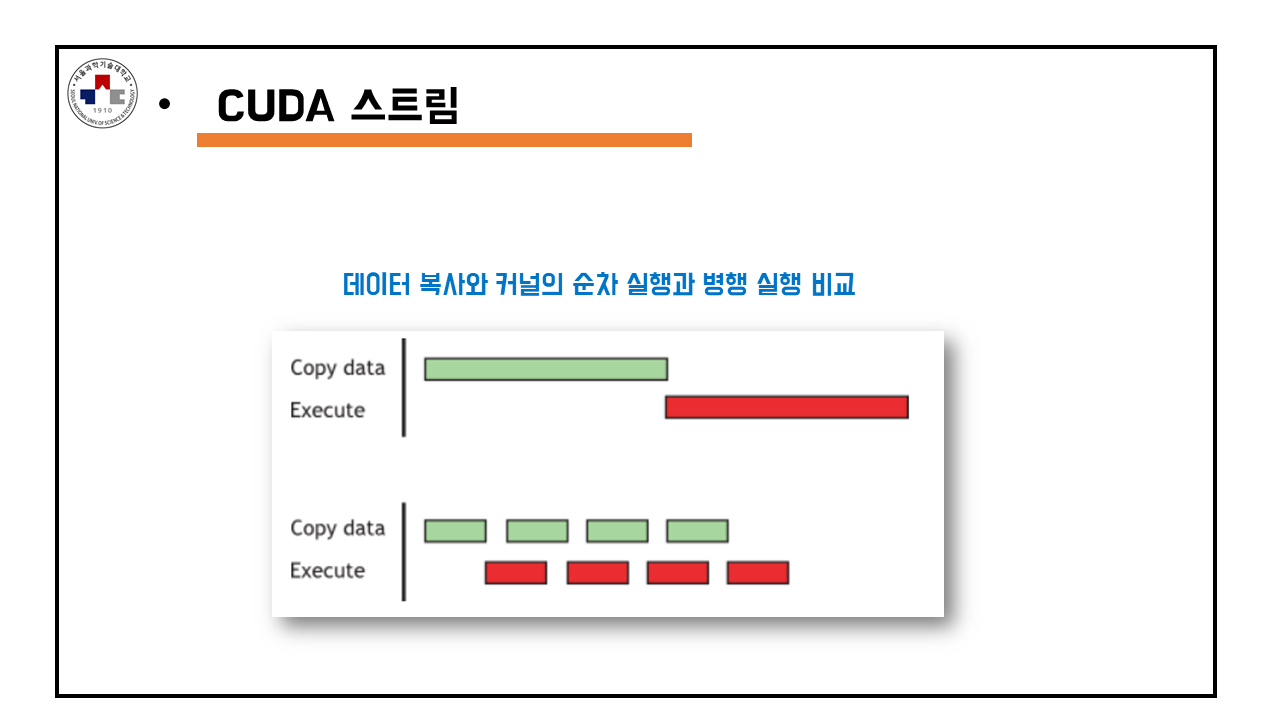 서울과학기술대학교
1910
SEOUL NATIONAL UNIV. OF SCIENCE & TECHNOLOGY
• CUDA 스트림
데이터 복사와 커널의 순차 실행과 병행 실행 비교
Copy data
Execute
Copy data
Execute